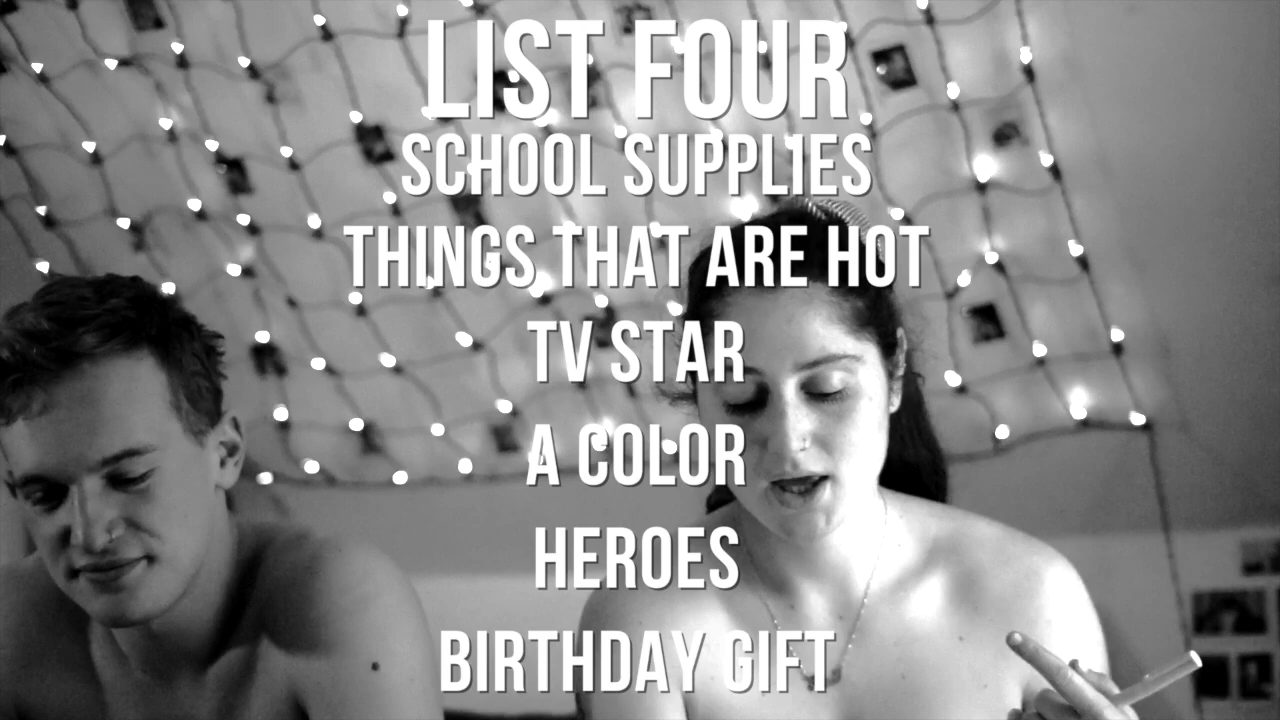 LIST FOUR
SCHOOL SUPPLIES
THINGS THAT ARE HOT
TV STAR
A COLOR
HEROES
BIRTHDAY GIFT